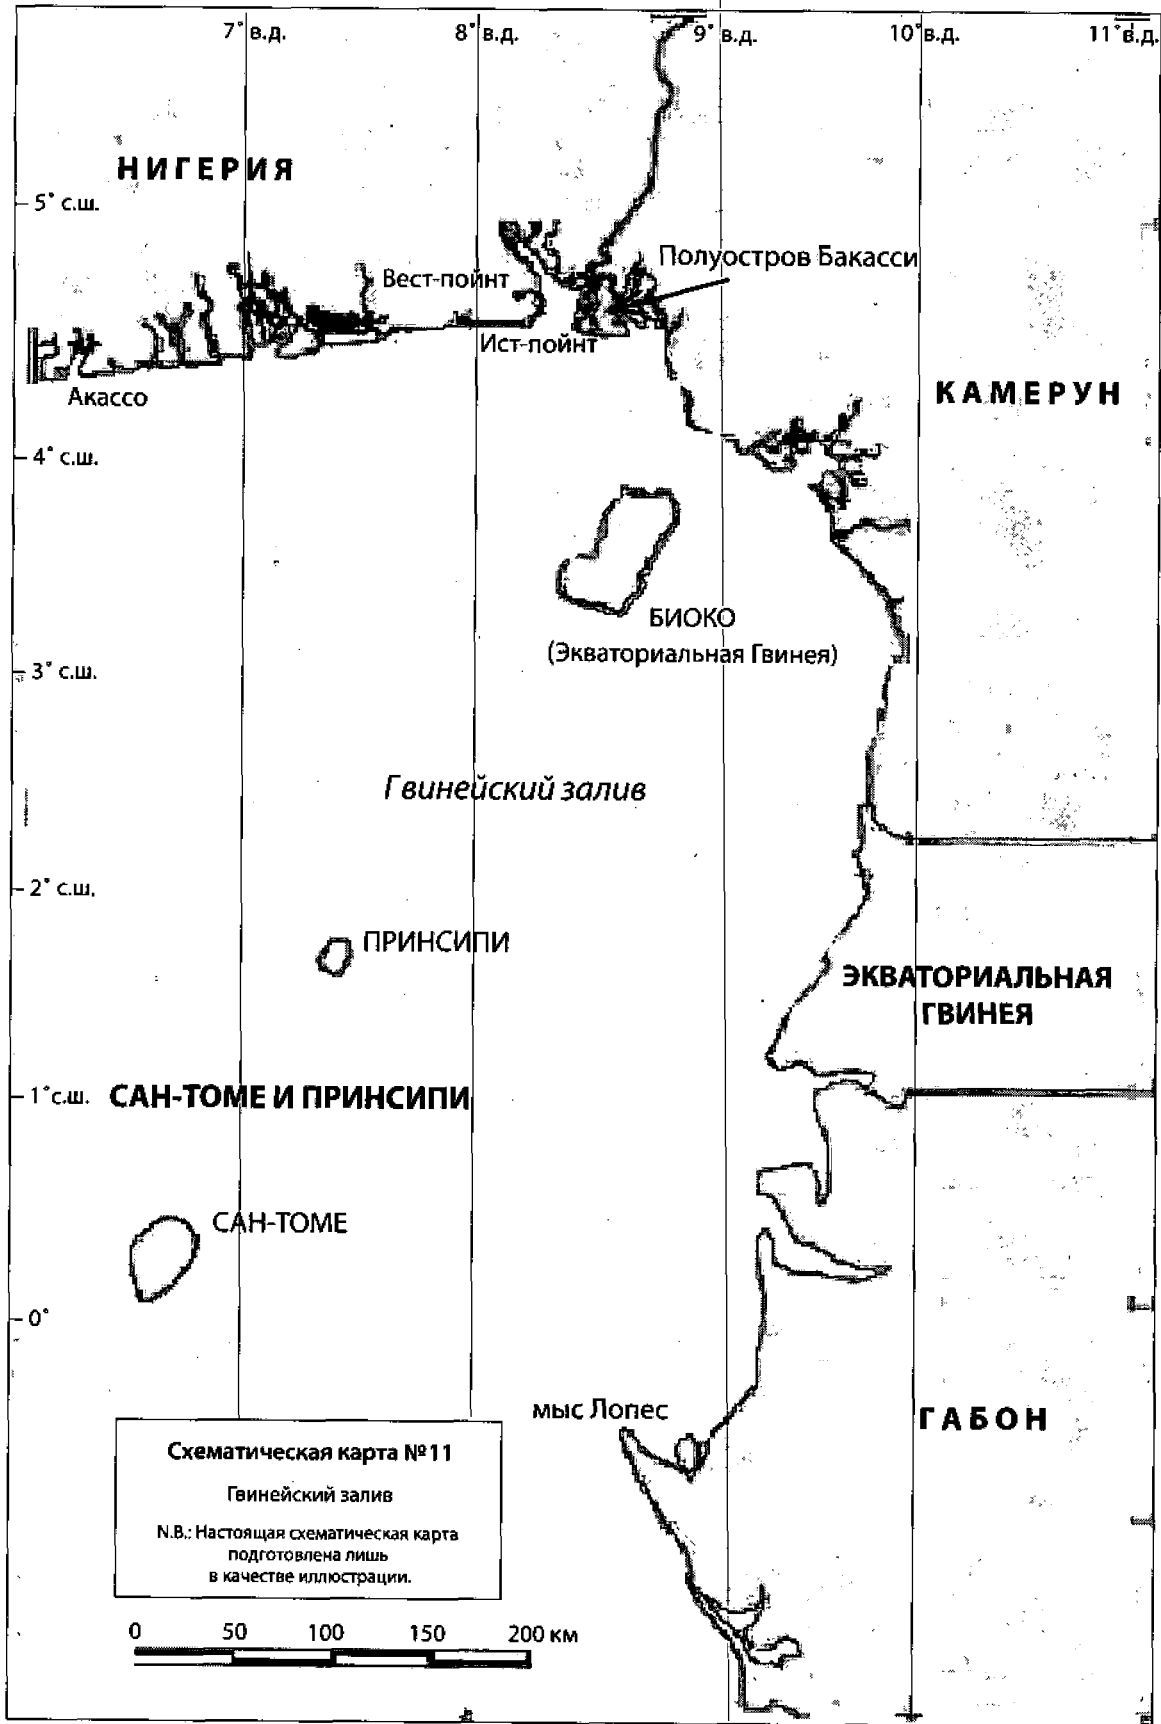 7° в.д.
8° в.д.
9° в.д.
10° в.д.
11° в.д.
НИГЕРИЯ
5° с.ш.
Полуостров Бакасси
Вест-пойнт
Ист-пойнт
Акассо
КАМЕРУН
4° с.ш.
БИОКО
(Экваториальная Гвинея)
3° с.ш.
Гвинейский залив
2° с.ш.
ПРИНСИПИ
ЭКВАТОРИАЛЬНАЯ
ГВИНЕЯ
1° с.ш.
САН-ТОМЕ И ПРИНСИПИ
САН-ТОМЕ
0°
мыс Лопес
ГАБОН
Схематическая карта №11
Гвинейский залив
N.B.: Настоящая схематическая карта
подготовлена лишь
в качестве иллюстрации.
0 50 100 150 200 км